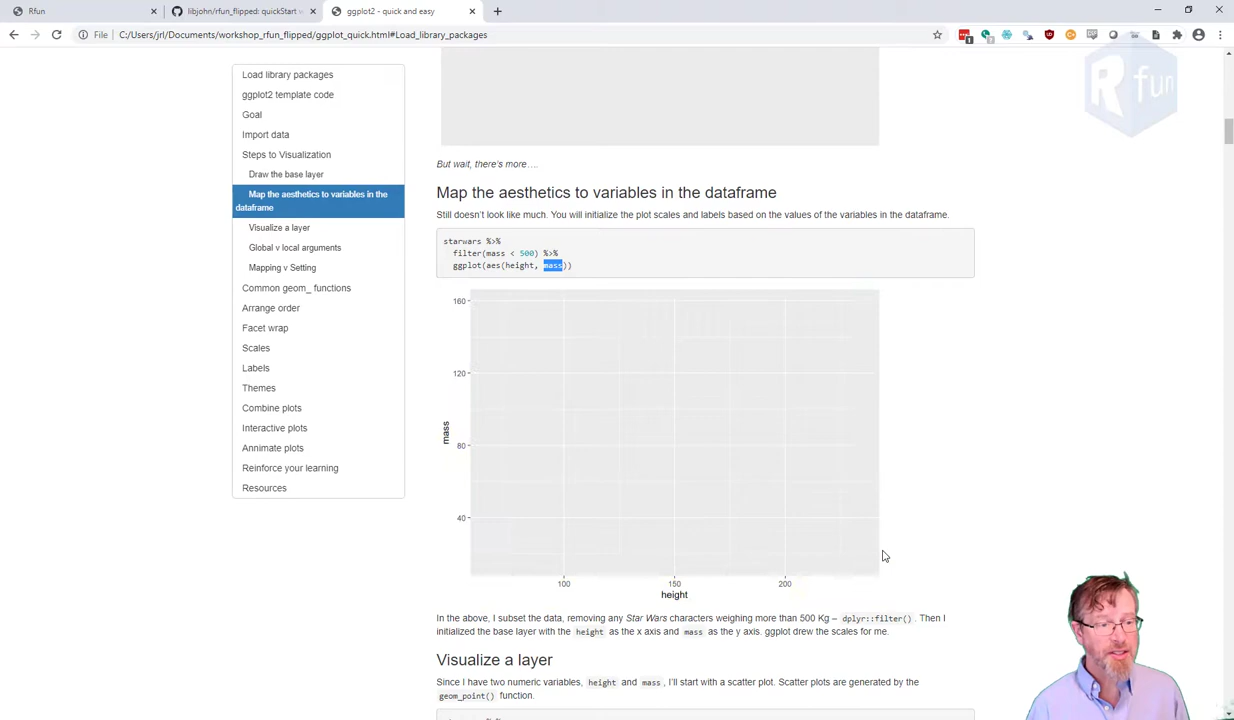 Rfun
libjohn/rfun_flipped: quickStart v
ggplot2 - quick and easy
File
C:/Users/jrl/Documents/workshop_rfun_flipped/ggplot_quick.html#Load_library_packages
R fun
Load library packages
ggplot2 template code
Goal
Import data
Steps to Visualization
Draw the base layer
Map the aesthetics to variables in the
dataframe
Visualize a layer
Global v local arguments
Mapping v Setting
Common geom_ functions
Arrange order
Facet wrap
Scales
Labels
Themes
Combine plots
Interactive plots
Annimate plots
Reinforce your learning
Resources
But wait, there's more….
Map the aesthetics to variables in the dataframe
Still doesn't look like much. You will initialize the plot scales and labels based on the values of the variables in the dataframe.
starwars %>%
filter(mass < 500) %>%
ggplot(aes(height, mass))
160
120
80
40
mass
100
150
200
height
In the above, I subset the data, removing any Star Wars characters weighing more than 500 Kg – dplyr::filter() . Then I
initialized the base layer with the height as the x axis and mass as the y axis. ggplot drew the scales for me.
Visualize a layer
Since I have two numeric variables, height and mass , I'll start with a scatter plot. Scatter plots are generated by the
geom_point() function.